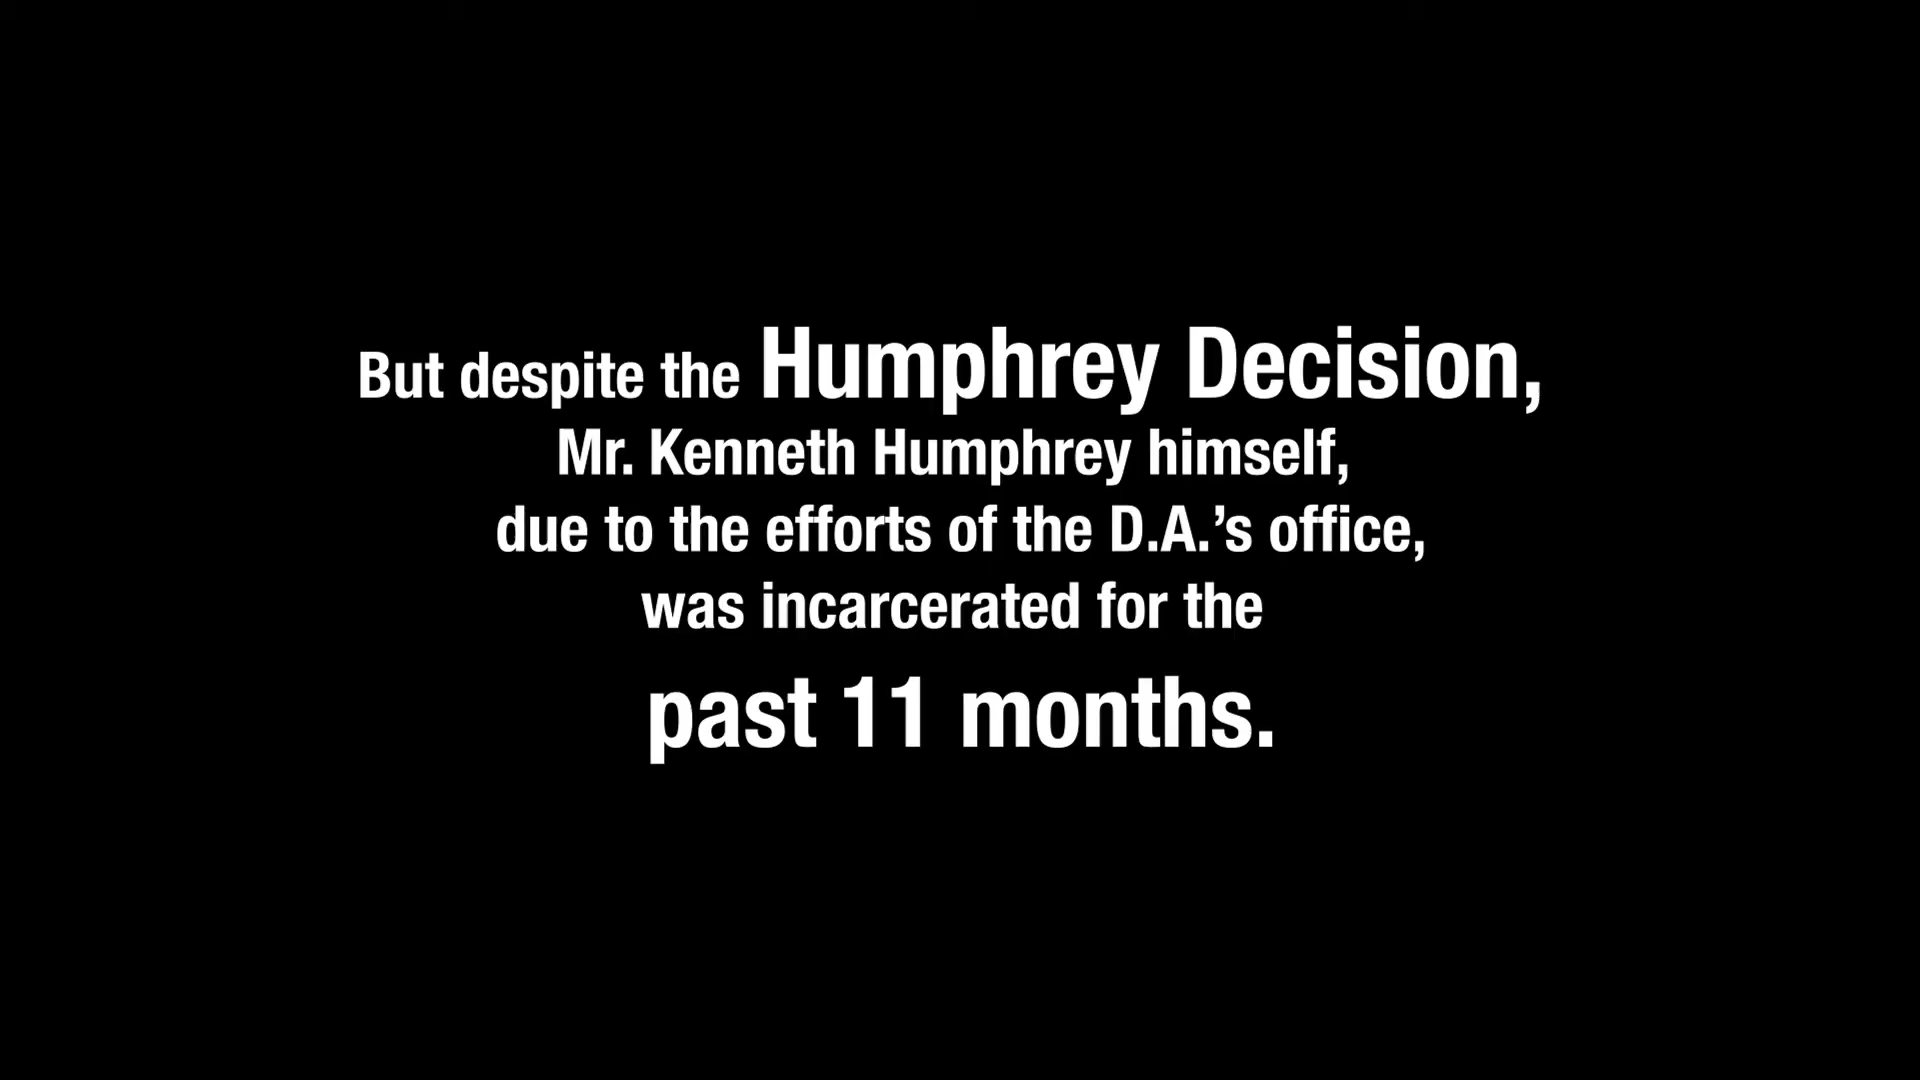 But despite the Humphrey Decision,
Mr. Kenneth Humphrey himself,
due to the efforts of the D.A.’s office,
was incarcerated for the
past 11 months.